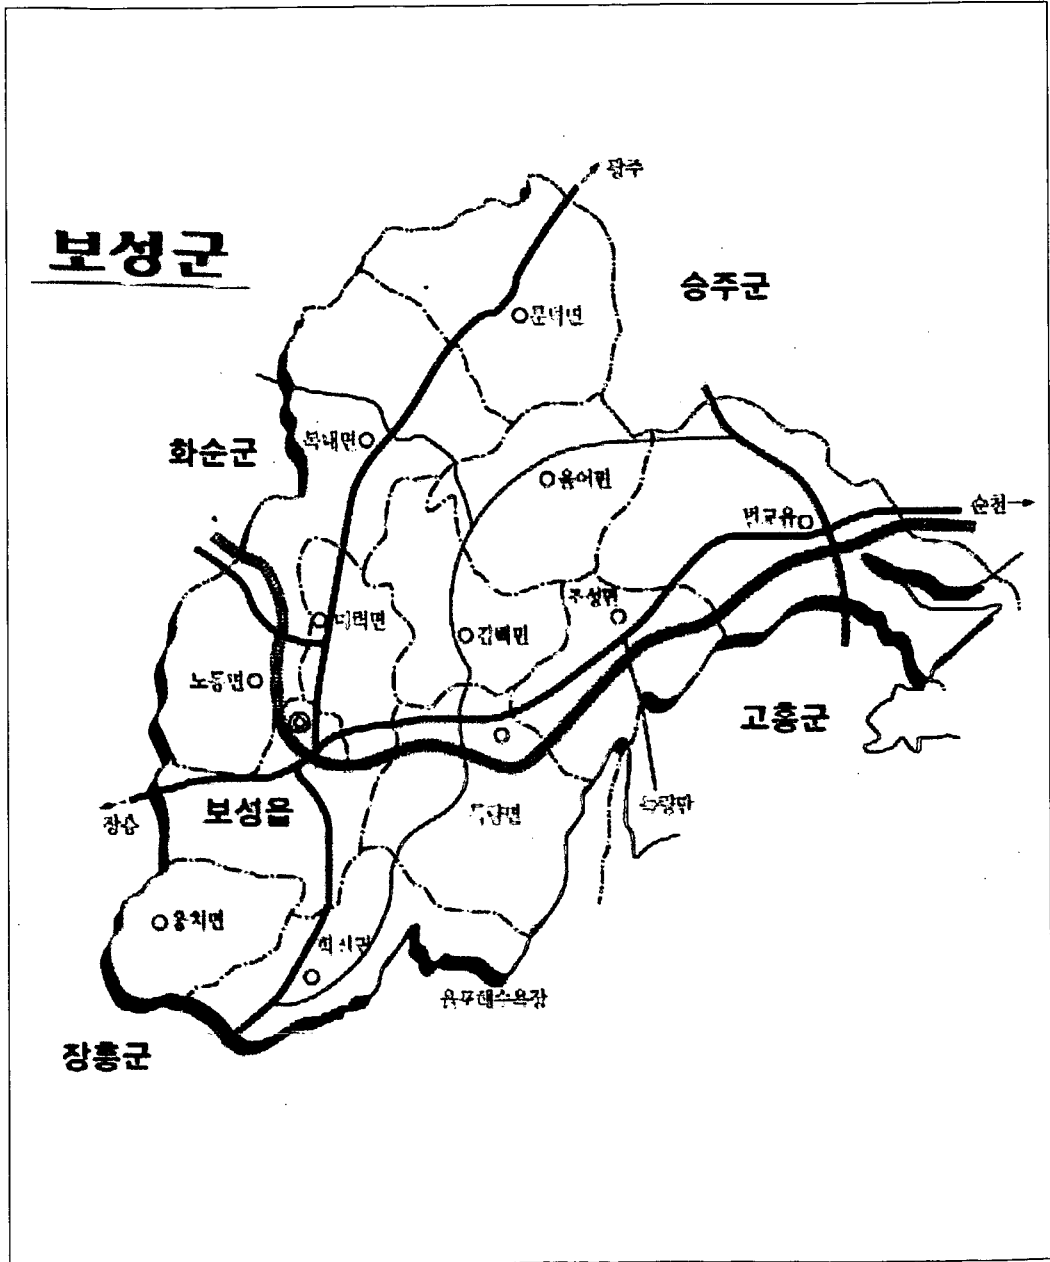 광주
보성군
승주군
문덕면
화순군
복내면
율어면
벌교읍
순천
조성면
미력면
겸백면
노동면
고흥군
보성읍
득량만
장흥
득량면
웅치면
회천면
율포해수욕장
장흥군